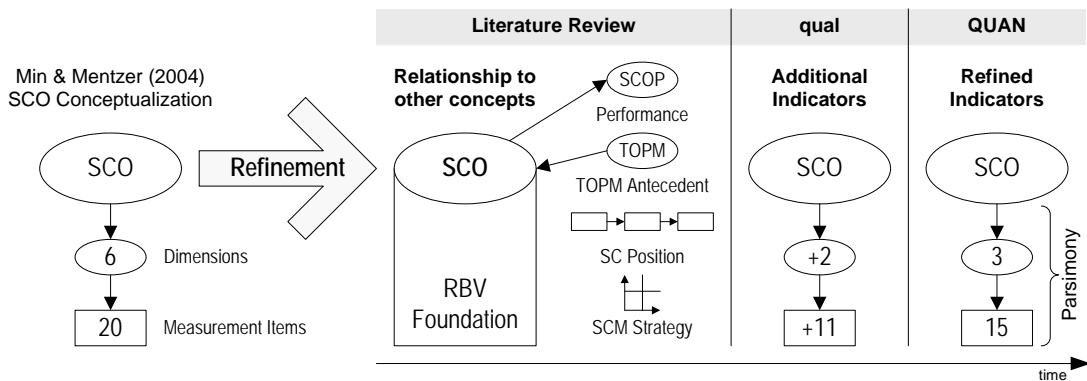 Literature Review
qual
QUAN
Min & Mentzer (2004)
SCO Conceptualization
SCO
6
Dimensions
20
Measurement Items
Refinement
Relationship to
other concepts
SCOP
Performance
SCO
TOPM
TOPM Antecedent
SC Position
SCM Strategy
RBV
Foundation
Additional
Indicators
SCO
+2
+11
Refined
Indicators
SCO
3
15
Parsimony
time